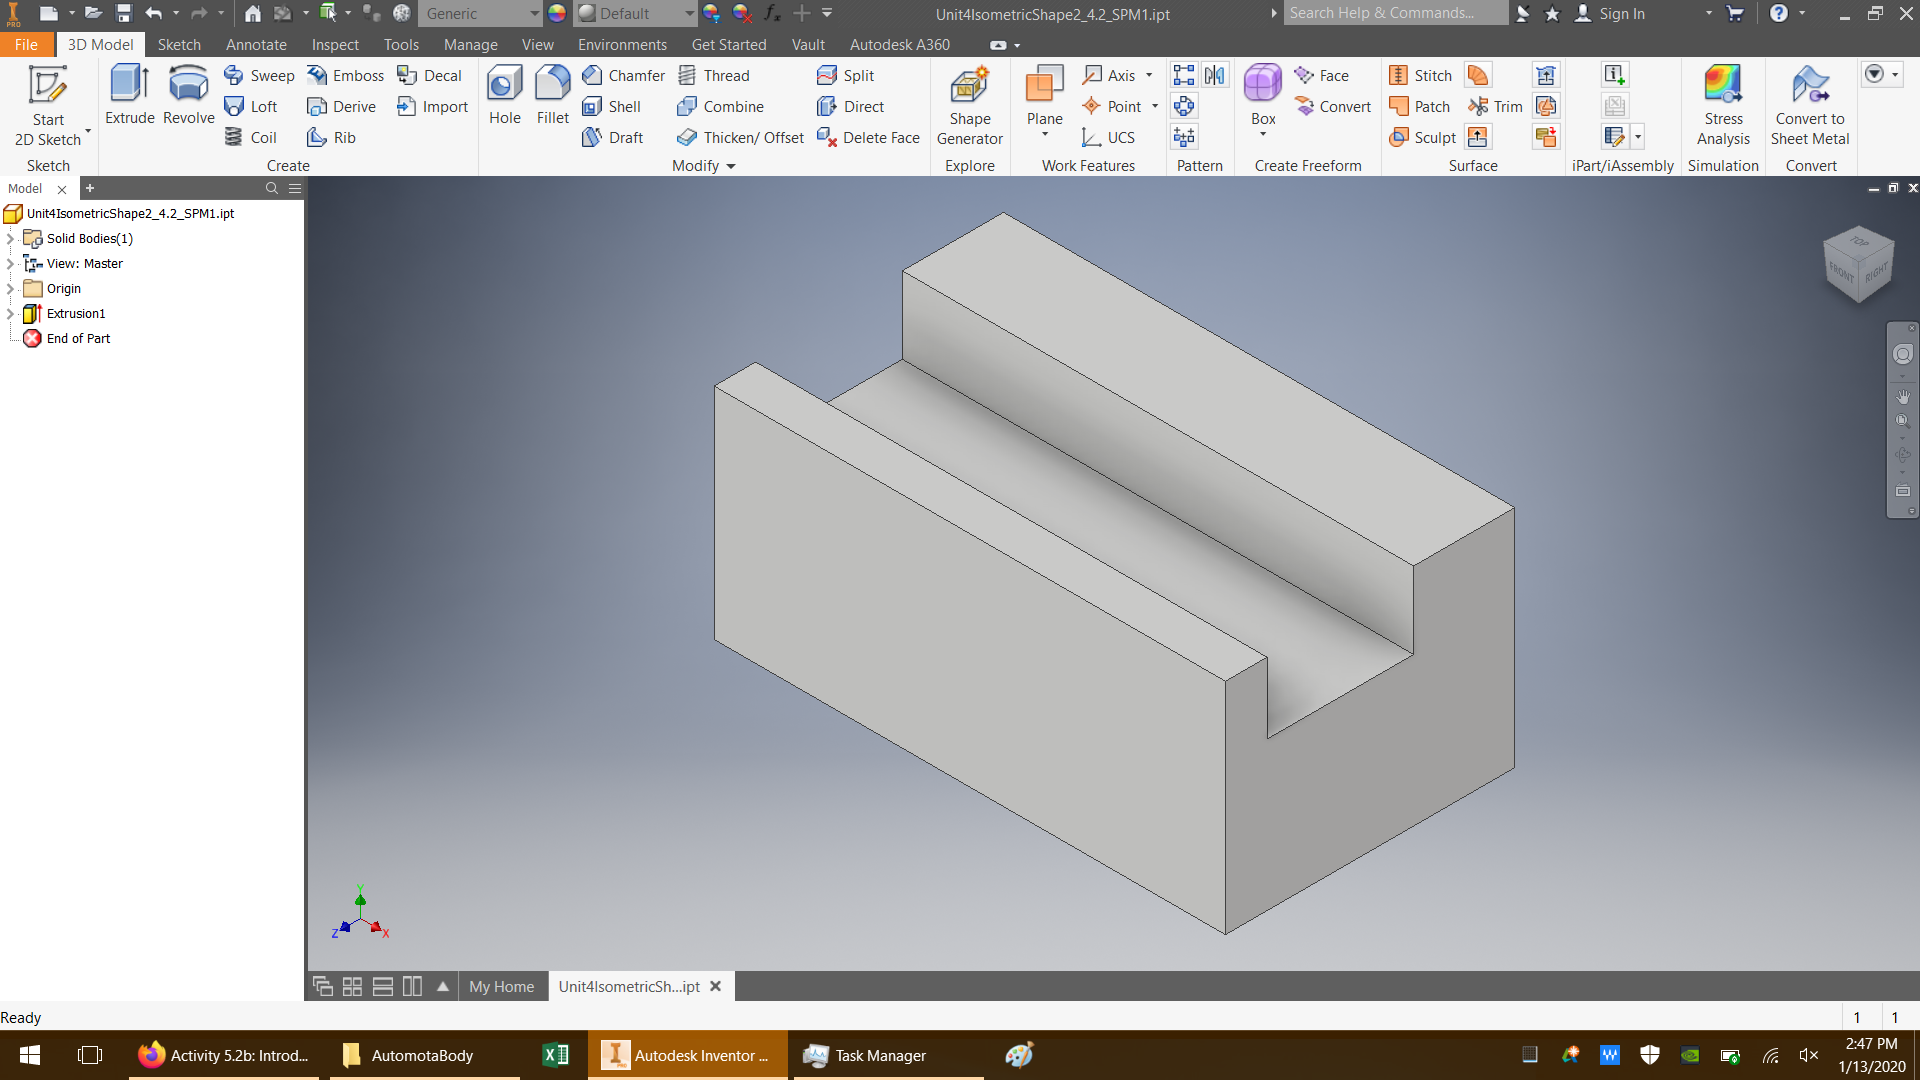 PRO
Generic
Default
fx
Unit4IsometricShape2_4.2_SPM1.ipt
Search Help & Commands...
Sign In
File
3D Model
Sketch
Annotate
Inspect
Tools
Manage
View
Environments
Get Started
Vault
Autodesk A360
Start
2D Sketch
Sketch
Extrude
Revolve
Sweep
Loft
Coil
Emboss
Derive
Rib
Decal
Import
Create
Hole
Fillet
Chamfer
Shell
Draft
Thread
Combine
Thicken/ Offset
Split
Direct
Delete Face
Modify
Shape
Generator
Explore
Plane
Axis
Point
UCS
Work Features
Pattern
Box
Face
Convert
Create Freeform
Stitch
Patch
Sculpt
Trim
Surface
iPart/iAssembly
Stress
Analysis
Simulation
Convert to
Sheet Metal
Convert
Model
Unit4IsometricShape2_4.2_SPM1.ipt
Solid Bodies(1)
View: Master
Origin
Extrusion1
End of Part
TOP
FRONT
RIGHT
Y
Z
X
My Home
Unit4IsometricSh...ipt
Ready
1
1
Activity 5.2b: Introd...
AutomotaBody
Autodesk Inventor ...
Task Manager
2:47 PM
1/13/2020